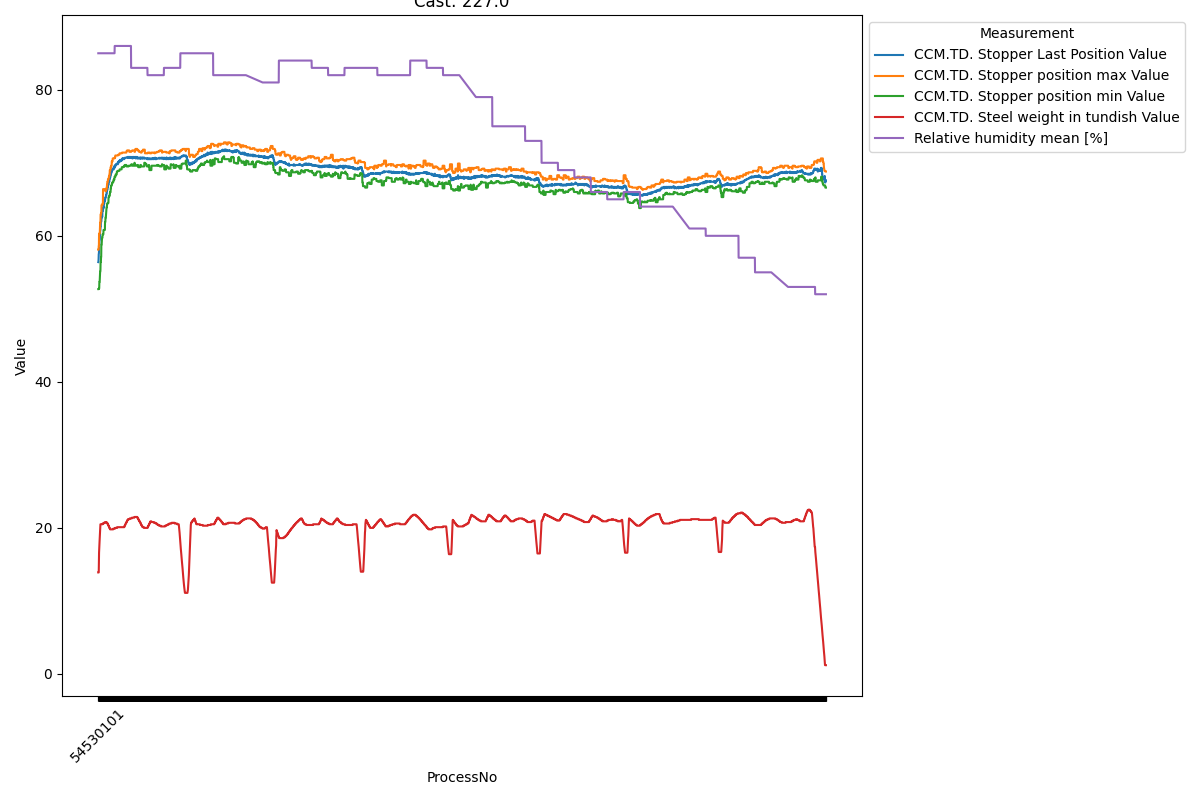 Cast: 227.0
Measurement
CCM.TD. Stopper Last Position Value
CCM.TD. Stopper position max Value
CCM.TD. Stopper position min Value
CCM.TD. Steel weight in tundish Value
Relative humidity mean [%]
Value
80
60
40
20
0
54530101
ProcessNo